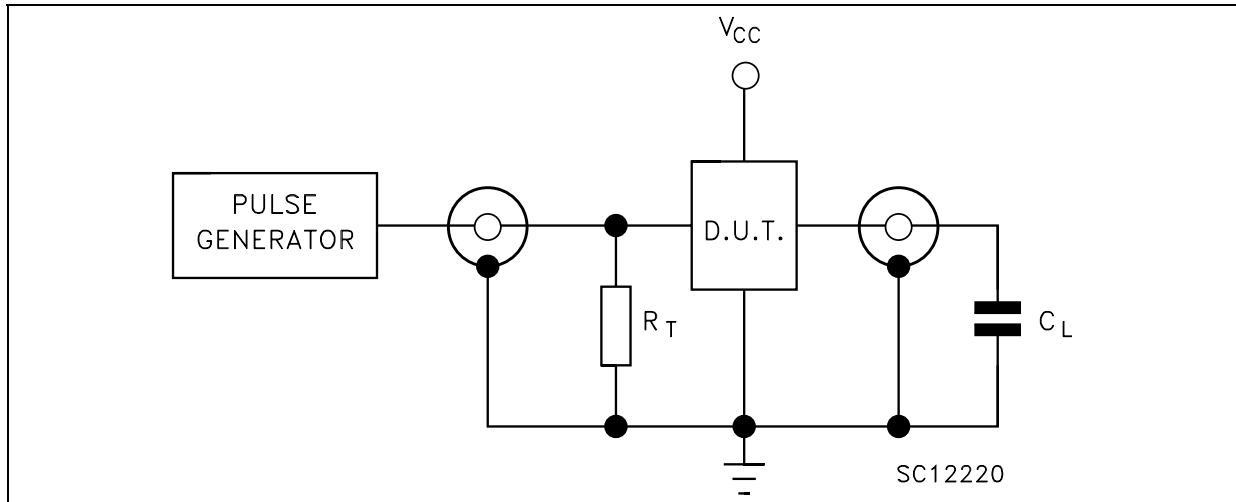 VCC
PULSE
GENERATOR
D.U.T.
RT
CL
SC12220